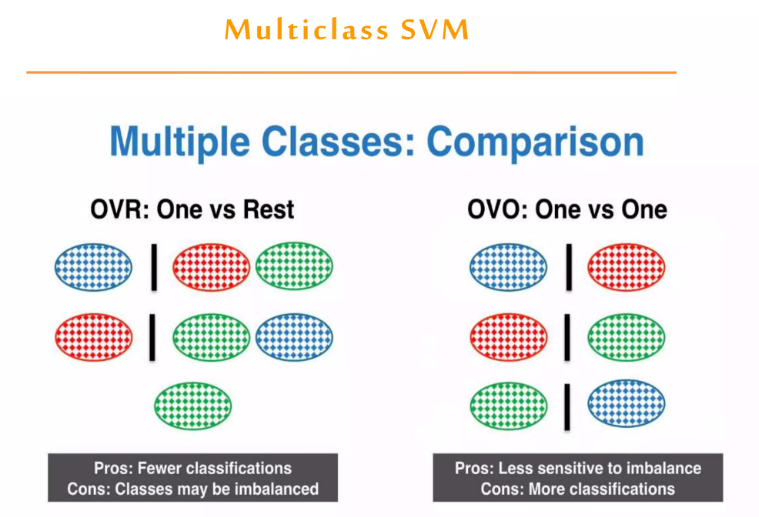 Multiclass SVM
Multiple Classes: Comparison
OVR: One vs Rest
OVO: One vs One
Pros: Fewer classifications
Cons: Classes may be imbalanced
Pros: Less sensitive to imbalance
Cons: More classifications